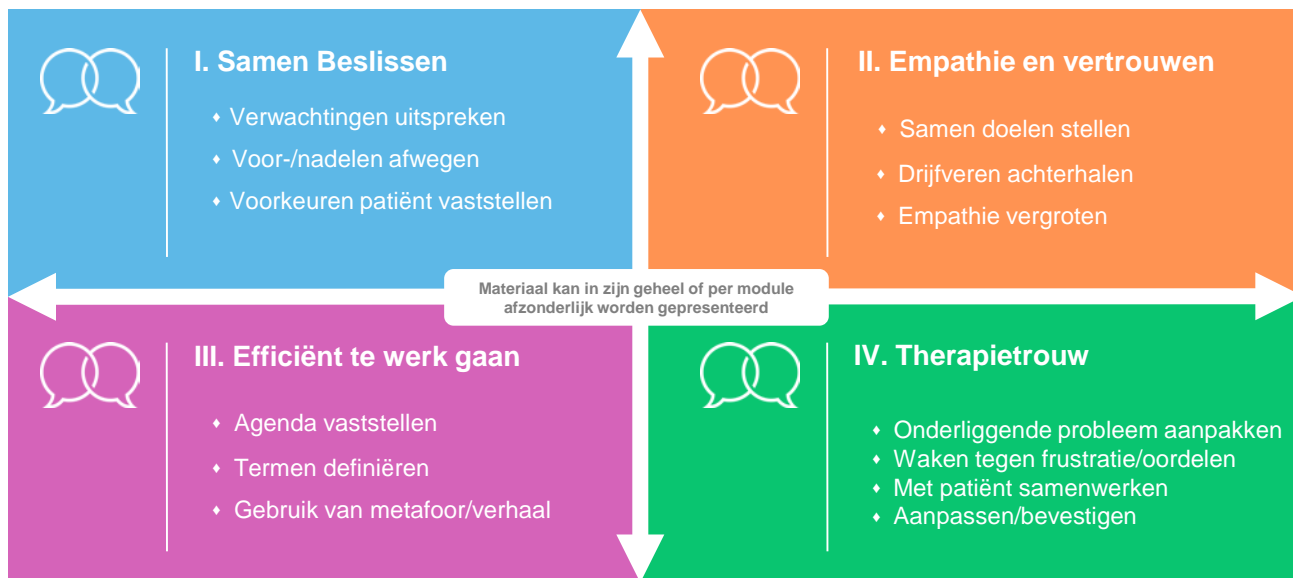 I. Samen Beslissen
⬩ Verwachtingen uitspreken
⬩ Voor-/nadelen afwegen
⬩ Voorkeuren patiënt vaststellen
II. Empathie en vertrouwen
⬩ Samen doelen stellen
⬩ Drijfveren achterhalen
⬩ Empathie vergroten
Materiaal kan in zijn geheel of per module
afzonderlijk worden gepresenteerd
III. Efficiënt te werk gaan
⬩ Agenda vaststellen
⬩ Termen definiëren
⬩ Gebruik van metafoor/verhaal
IV. Therapietrouw
⬩ Onderliggende probleem aanpakken
⬩ Waken tegen frustratie/oordelen
⬩ Met patiënt samenwerken
⬩ Aanpassen/bevestigen